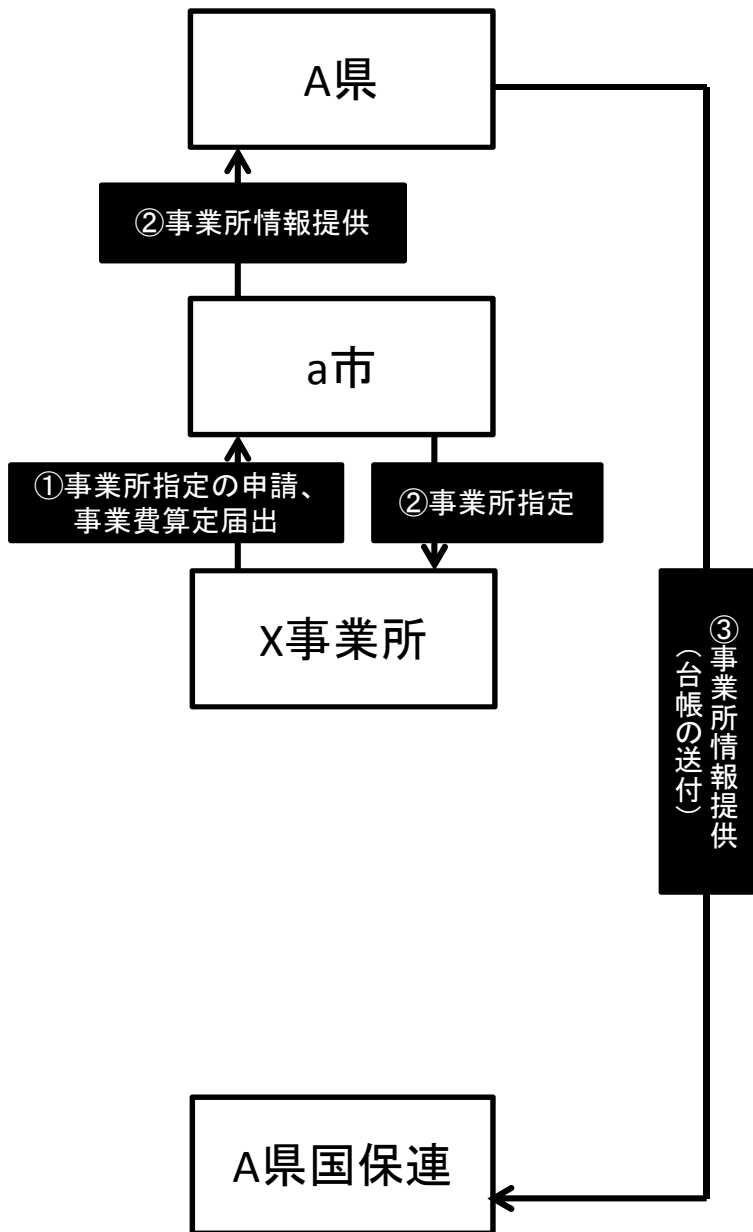 A県
②事業所情報提供
a市
①事業所指定の申請、
事業費算定届出
②事業所指定
X事業所
③事業所情報提供
（台帳の送付）
A県国保連